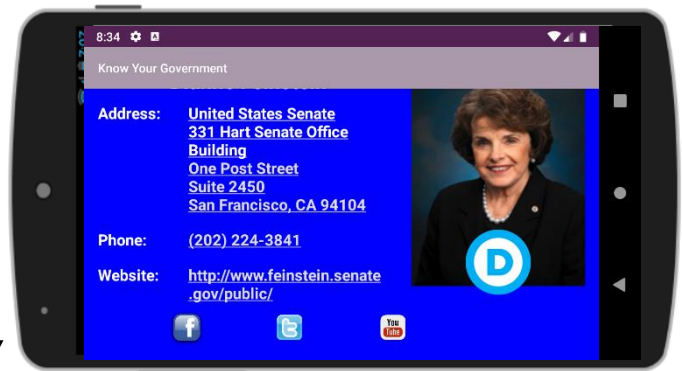 8:34
Know Your Government
Address: United States Senate
331 Hart Senate Office
Building
One Post Street
Suite 2450
San Francisco, CA 94104
Phone: (202) 224-3841
Website: http://www.feinstein.senate
.gov/public/
D
You
Tube